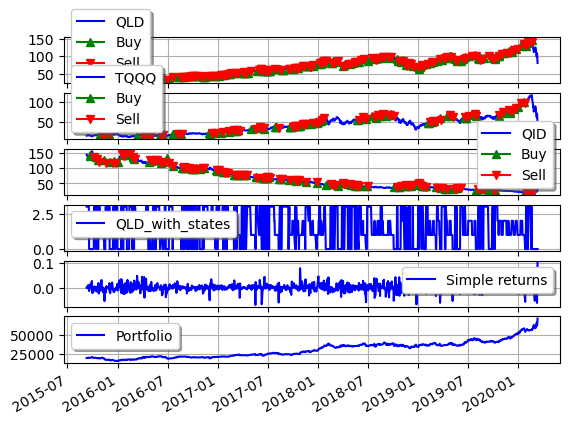 QLD
Buy
Sell
150
100
50
TQQQ
Buy
Sell
100
50
QID
Buy
Sell
150
100
50
QLD_with_states
2.5
0.0
Simple returns
0.1
0.0
Portfolio
50000
25000
2015-07
2016-01
2016-07
2017-01
2017-07
2018-01
2018-07
2019-01
2019-07
2020-01